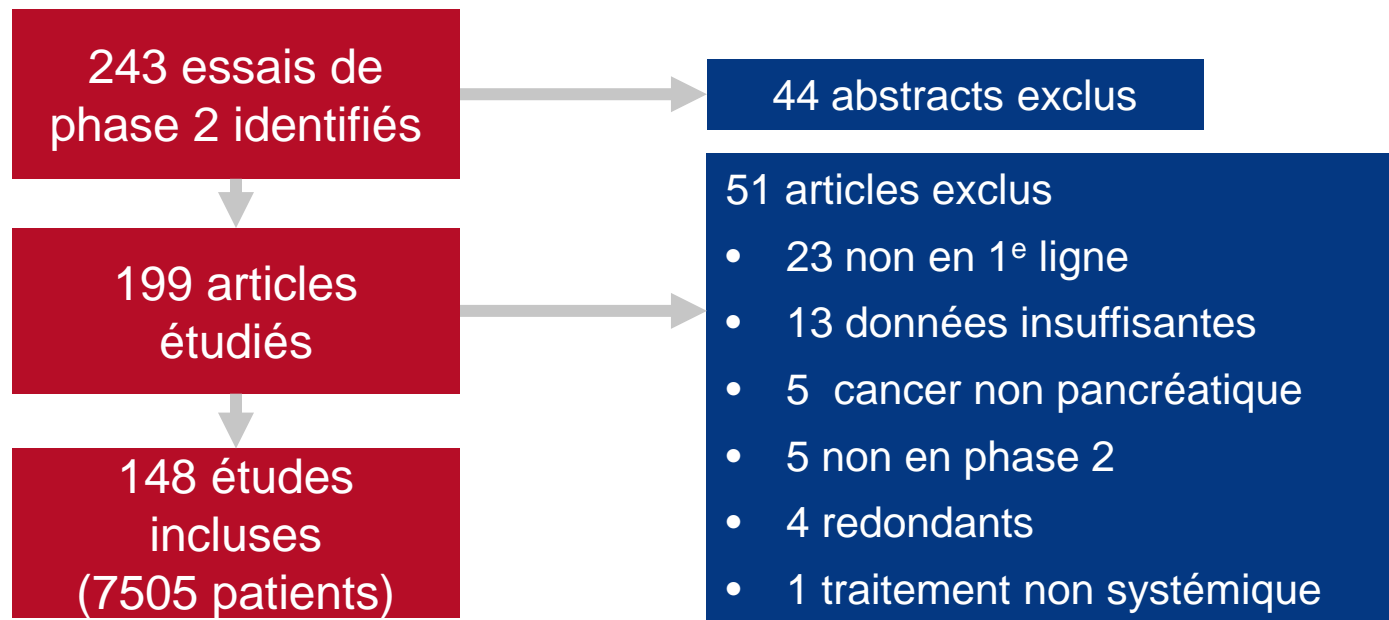 243 essais de
phase 2 identifiés
44 abstracts exclus
199 articles
étudiés
51 articles exclus
• 23 non en 1e ligne
• 13 données insuffisantes
• 5 cancer non pancréatique
• 5 non en phase 2
• 4 redondants
• 1 traitement non systémique
148 études
incluses
(7505 patients)